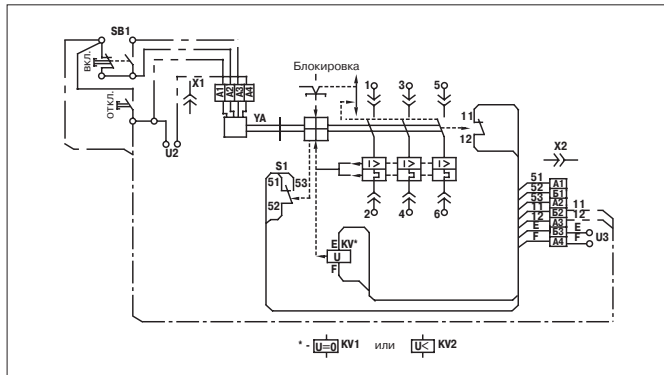 SB1
ВКЛ.
ОТКЛ.
X1
A1
A2
A3
A4
YA
U2
Блокировка
1
3
5
11
12
I>
I>
I>
2
4
6
S1
51
53
52
E KV*
U
F
X2
51 A1
52 Б1
53 A2
11 Б2 11
12 A3 12
E Б3 E
F A4 F
U3
* - U=0 KV1 или U< KV2